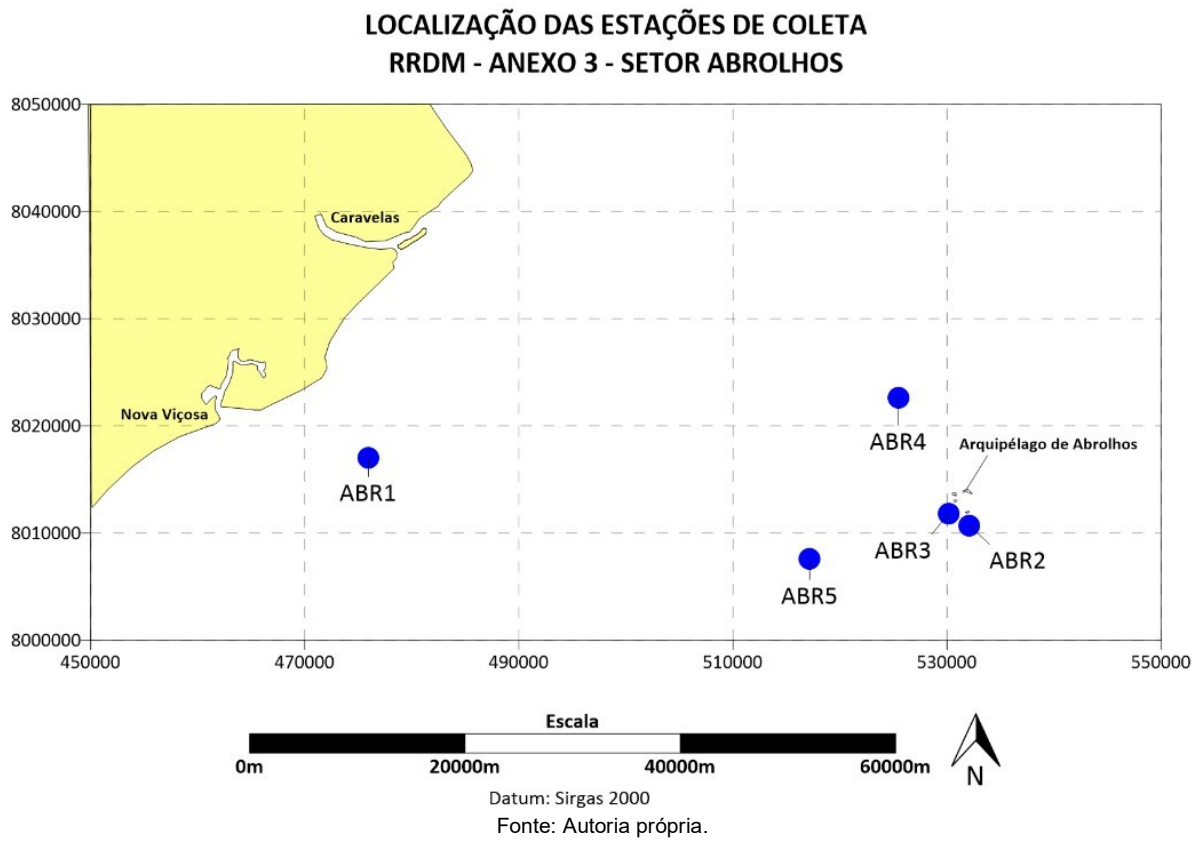 LOCALIZAÇÃO DAS ESTAÇÕES DE COLETA
RRDM - ANEXO 3 - SETOR ABROLHOS
8050000
8040000
8030000
8020000
8010000
8000000
Caravelas
Nova Viçosa
ABR1
ABR4
Arquipélago de Abrolhos
ABR3
ABR2
ABR5
450000 470000 490000 510000 530000 550000
Escala
0m 20000m 40000m 60000m
N
Datum: Sirgas 2000
Fonte: Autoria própria.